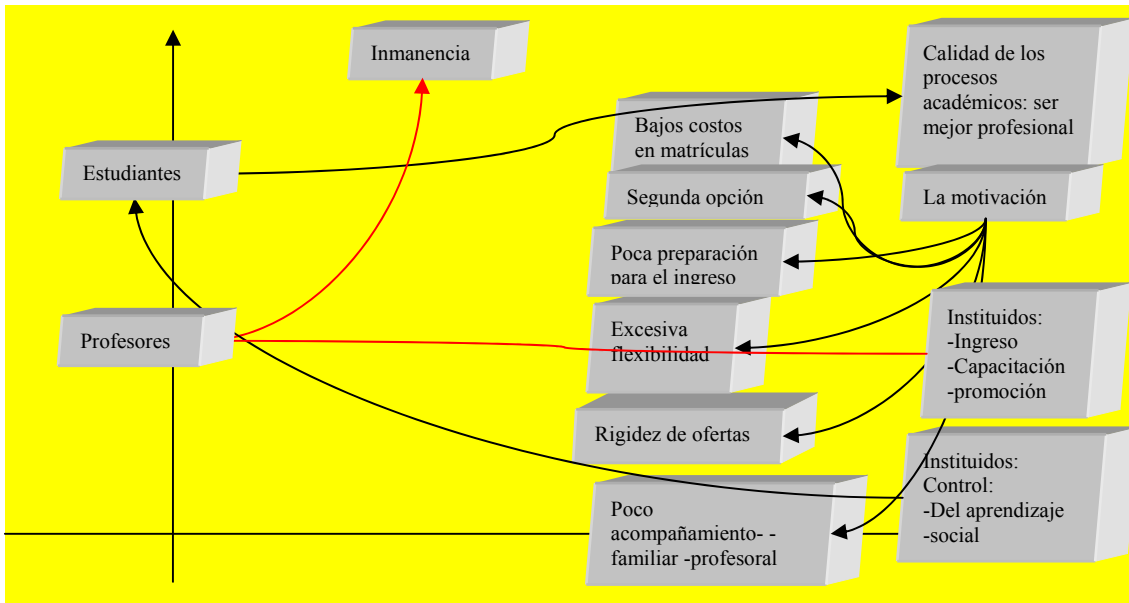 Inmanencia
Calidad de los
procesos
académicos: ser
mejor profesional
Bajos costos
en matrículas
Estudiantes
Segunda opción
La motivación
Poca preparación
para el ingreso
Profesores
Excesiva
flexibilidad
Instituidos:
-Ingreso
-Capacitación
-promoción
Rigidez de ofertas
Instituidos:
Control:
-Del aprendizaje
-social
Poco
acompañamiento- -
familiar -profesoral